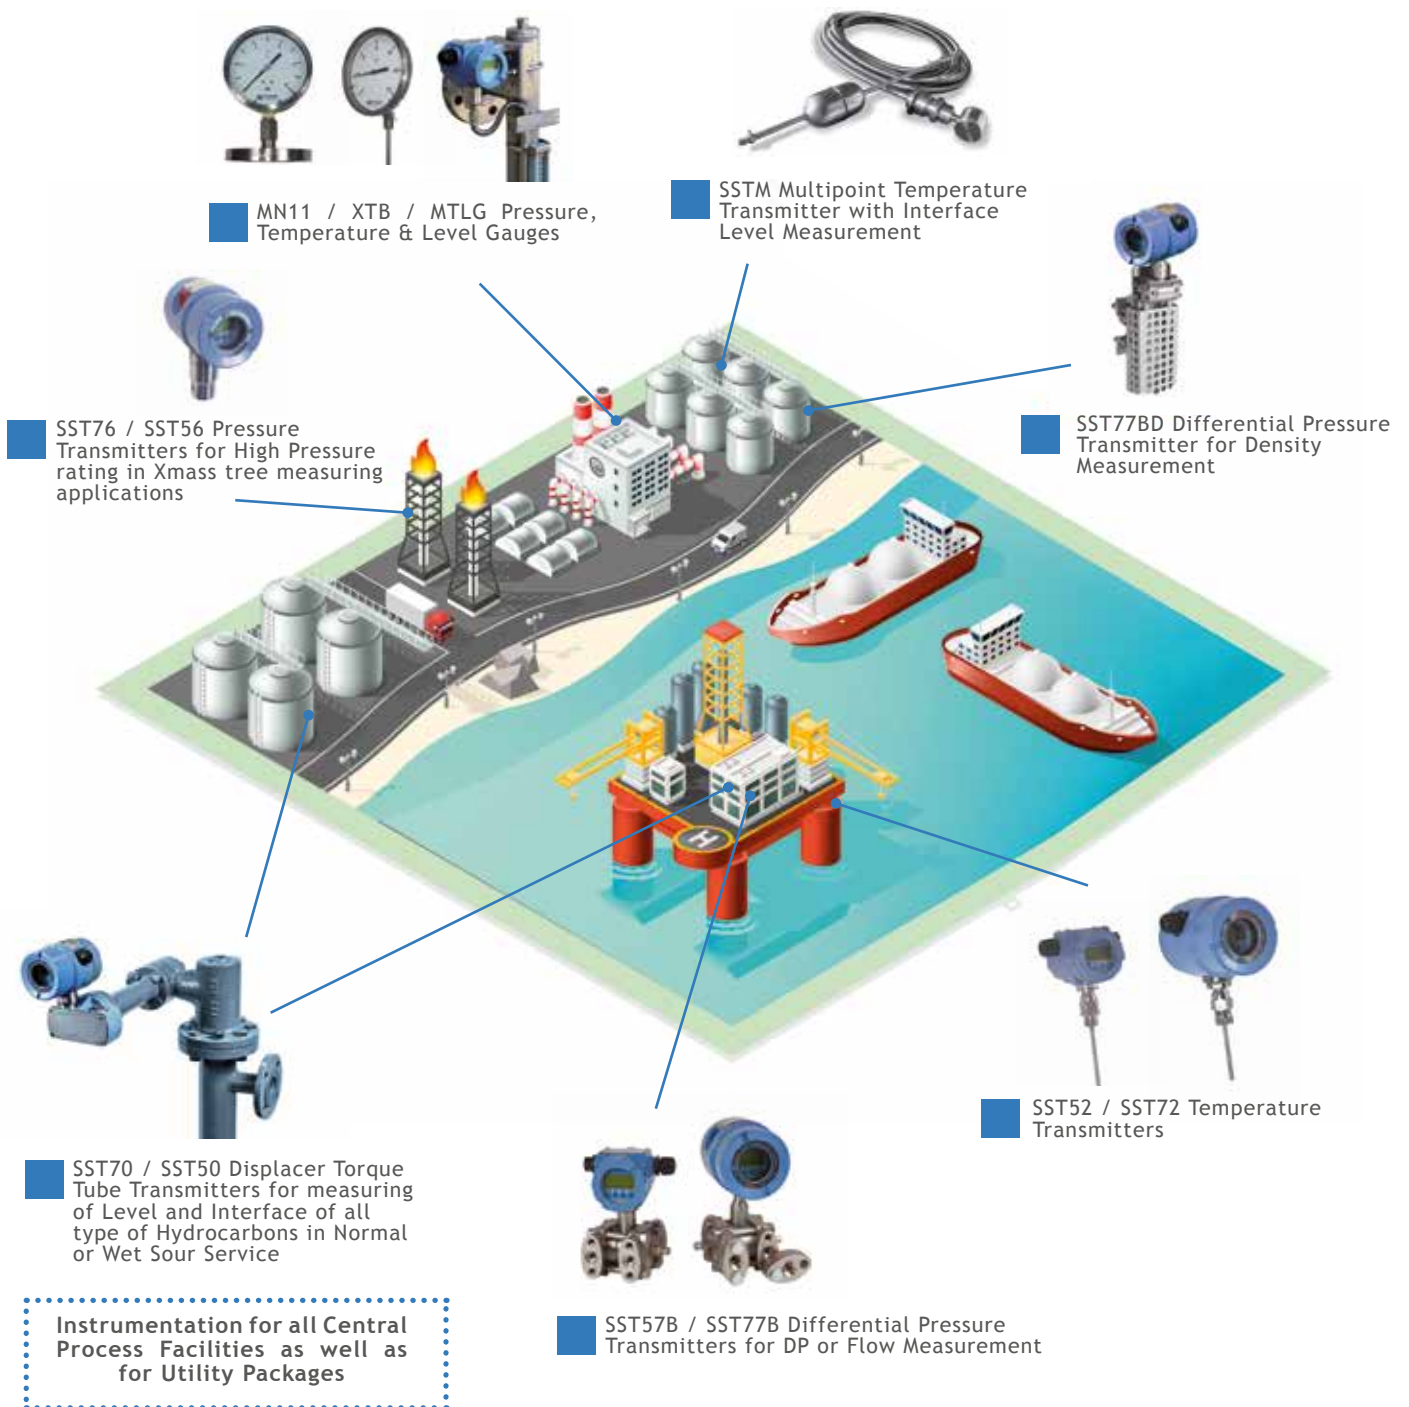 MN11 / XTB / MTLG Pressure,
Temperature & Level Gauges
SSTM Multipoint Temperature
Transmitter with Interface
Level Measurement
SST76 / SST56 Pressure
Transmitters for High Pressure
rating in Xmass tree measuring
applications
SST77BD Differential Pressure
Transmitter for Density
Measurement
H
SST52 / SST72 Temperature
Transmitters
SST70 / SST50 Displacer Torque
Tube Transmitters for measuring
of Level and Interface of all
type of Hydrocarbons in Normal
or Wet Sour Service
SST57B / SST77B Differential Pressure
Transmitters for DP or Flow Measurement
Instrumentation for all Central
Process Facilities as well as
for Utility Packages